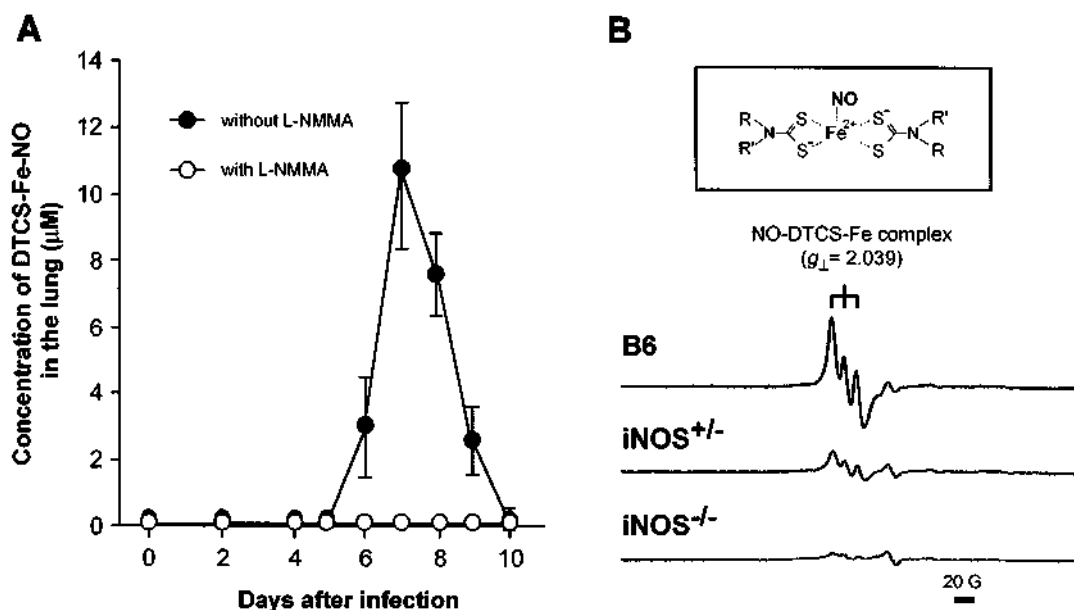 A
Concentration of DTCS-Fe-NO
in the lung (μM)
14
12
10
8
6
4
2
0
without L-NMMA
with L-NMMA
0 2 4 6 8 10
Days after infection
B
NO
R S S⁻ R'
N Fe²⁺ N
R' S⁻ S R
NO-DTCS-Fe complex
(g⊥= 2.039)
B6
iNOS+/-
iNOS-/-
20 G